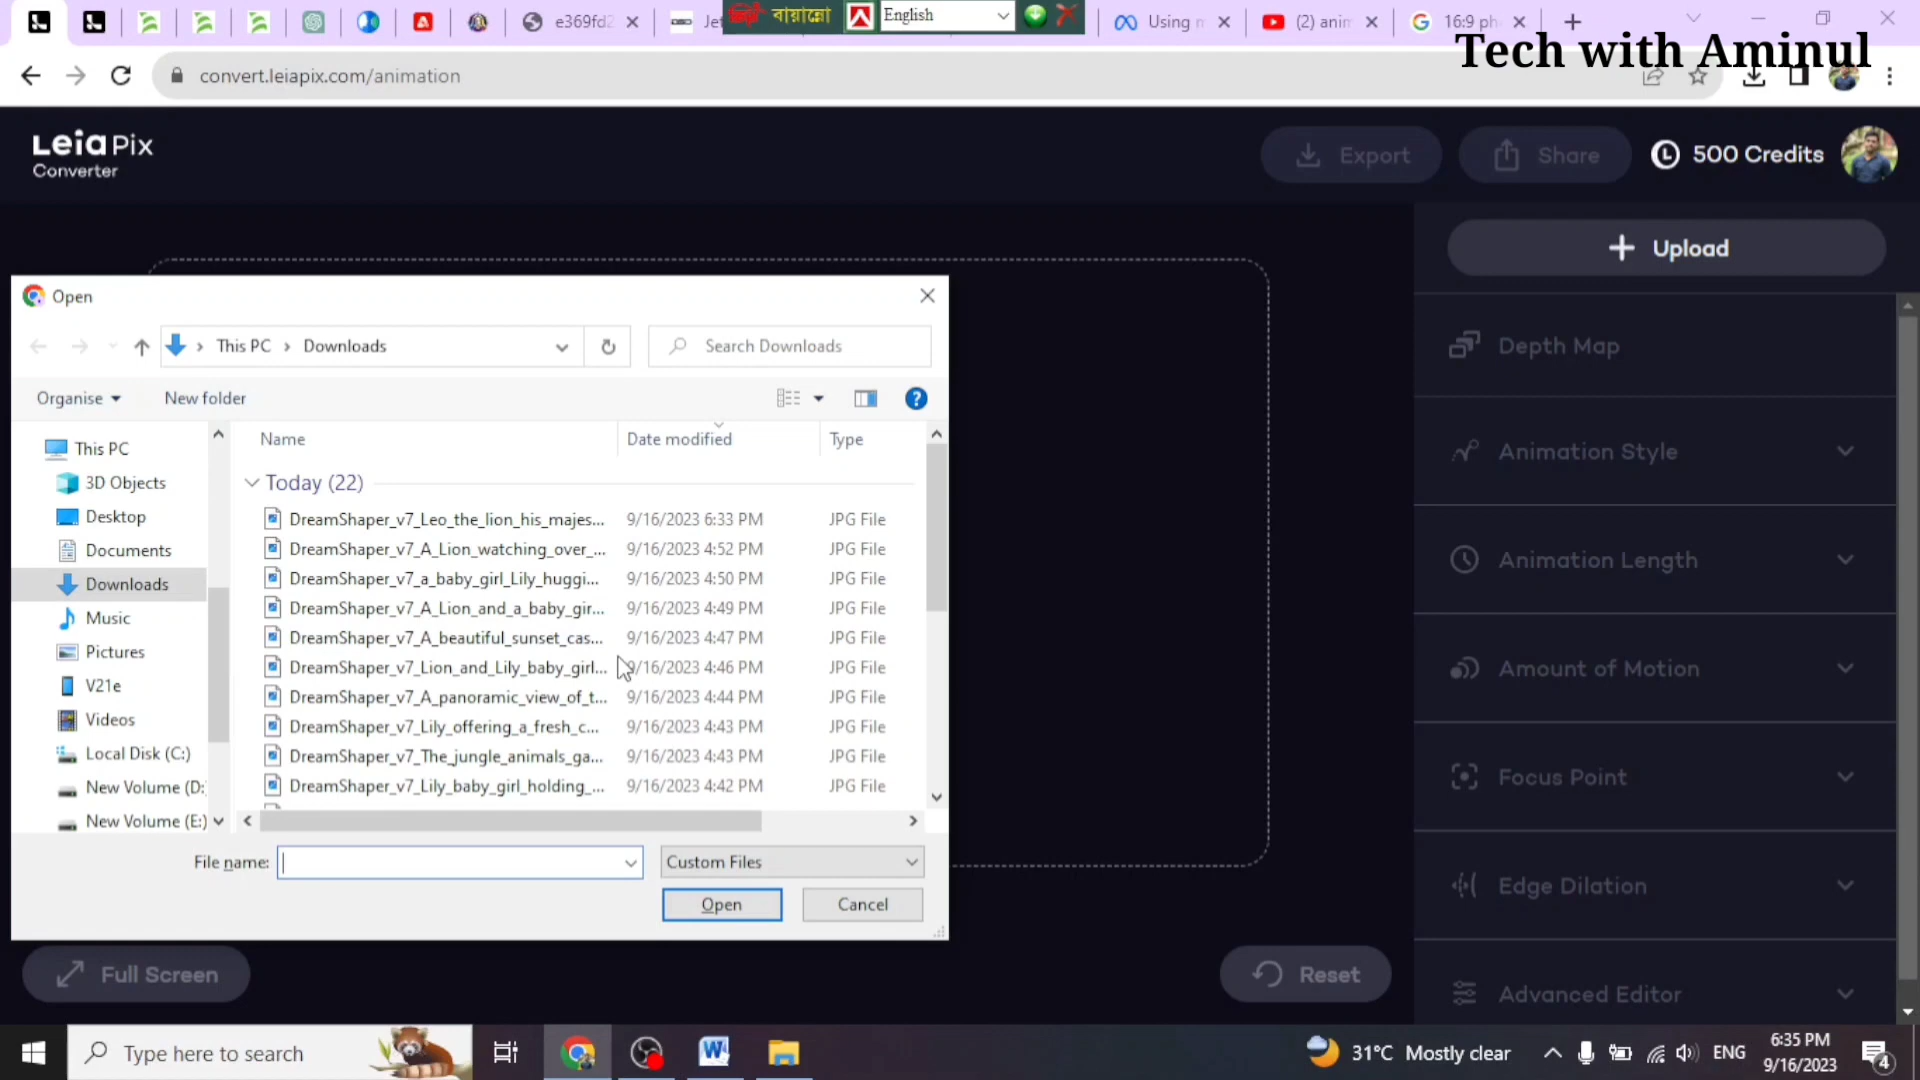 e369fd2
Jet
বায়ান্নো
English
Using m
(2) anim
16:9 ph
Tech with Aminul
convert.leiapix.com/animation
Leia Pix
Converter
Export
Share
500 Credits
Upload
Open
This PC
Downloads
Search Downloads
Organise
New folder
Name
Date modified
Type
This PC
3D Objects
Desktop
Documents
Downloads
Music
Pictures
V21e
Videos
Local Disk (C:)
New Volume (D:
New Volume (E:)
Today (22)
DreamShaper_v7_Leo_the_lion_his_majes... 9/16/2023 6:33 PM JPG File
DreamShaper_v7_A_Lion_watching_over_... 9/16/2023 4:52 PM JPG File
DreamShaper_v7_a_baby_girl_Lily_huggi... 9/16/2023 4:50 PM JPG File
DreamShaper_v7_A_Lion_and_a_baby_gir... 9/16/2023 4:49 PM JPG File
DreamShaper_v7_A_beautiful_sunset_cas... 9/16/2023 4:47 PM JPG File
DreamShaper_v7_Lion_and_Lily_baby_girl... 9/16/2023 4:46 PM JPG File
DreamShaper_v7_A_panoramic_view_of_t... 9/16/2023 4:44 PM JPG File
DreamShaper_v7_Lily_offering_a_fresh_c... 9/16/2023 4:43 PM JPG File
DreamShaper_v7_The_jungle_animals_ga... 9/16/2023 4:43 PM JPG File
DreamShaper_v7_Lily_baby_girl_holding_... 9/16/2023 4:42 PM JPG File
File name:
Custom Files
Open
Cancel
Depth Map
Animation Style
Animation Length
Amount of Motion
Focus Point
Edge Dilation
Advanced Editor
Full Screen
Reset
Type here to search
31°C Mostly clear
ENG
6:35 PM
9/16/2023
4